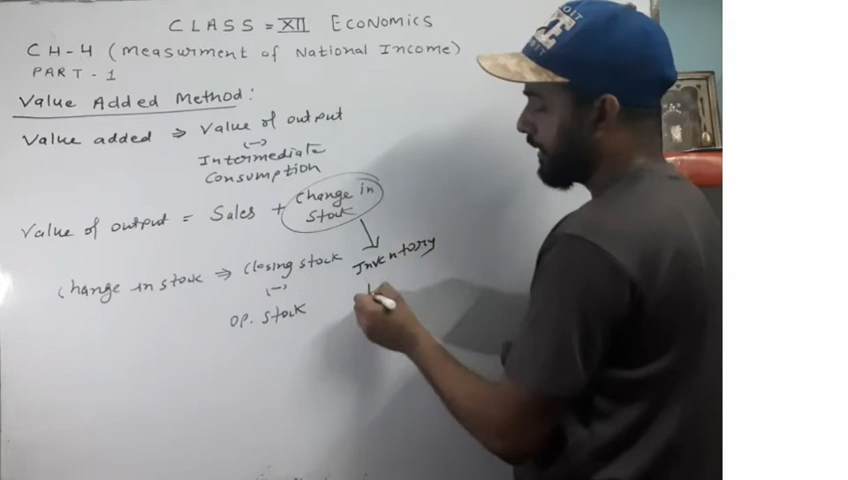 CLASS = XII ECONOMICS
CH-4 (Measurment of National Income)
PART - 1
Value Added Method:
Value added ⇒ Value of output
(-)
Intermediate
Consumption
Value of output = Sales + Change in
Stock
Inventory
Change in stock ⇒ Closing stock
(-)
OP. Stock